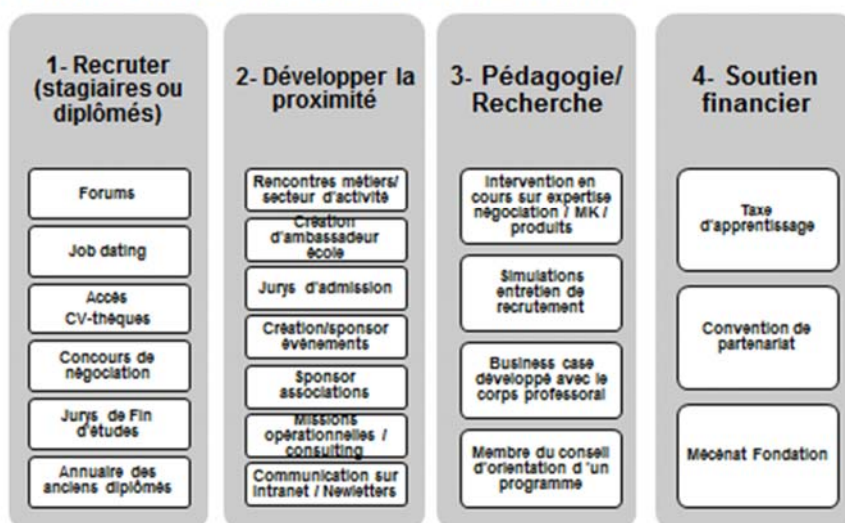 1- Recruter
(stagiaires ou
diplômés)
Forums
Job dating
Accès
CV-thèques
Concours de
négociation
Jurys de Fin
d'études
Annuaire des
anciens diplômés
2- Développer la
proximité
Rencontres métiers/
secteur d'activité
Création
d'ambassadeur
école
Jurys d'admission
Création/sponsor
évènements
Sponsor
associations
Missions
opérationnelles /
consulting
Communication sur
Intranet / Newletters
3- Pédagogie/
Recherche
Intervention en
cours sur expertise
négociation / MK /
produits
Simulations
entretien de
recrutement
Business case
développé avec le
corps professoral
Membre du conseil
d'orientation d 'un
programme
4- Soutien
financier
Taxe
d'apprentissage
Convention de
partenariat
Mécénat Fondation